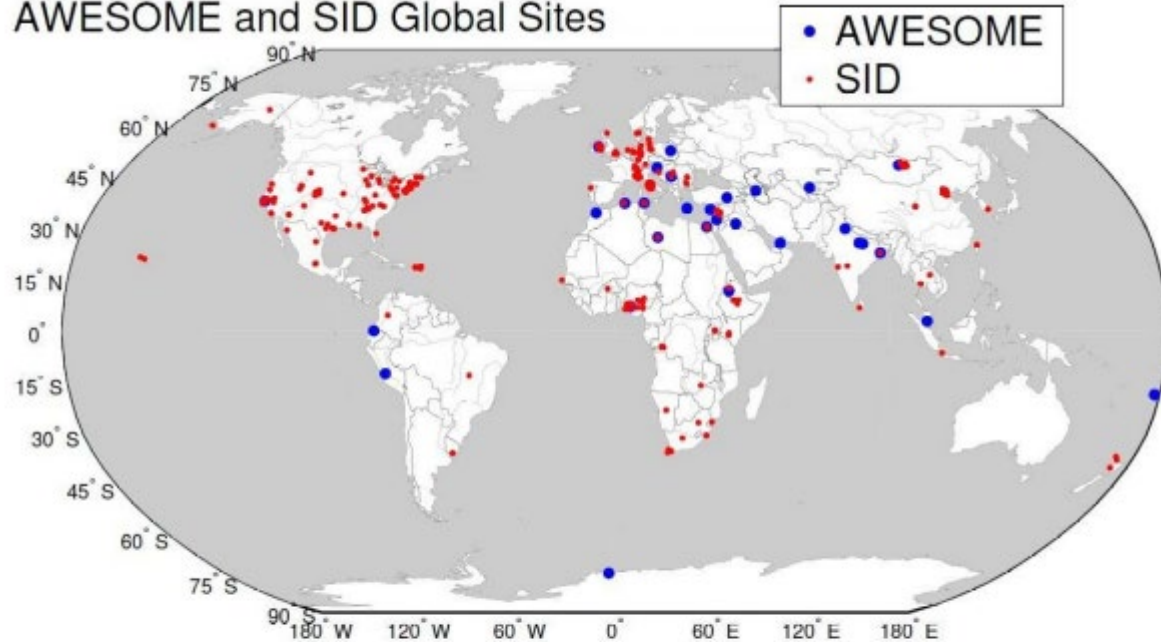 AWESOME and SID Global Sites
AWESOME
SID
90° N
75° N
60° N
45° N
30° N
15° N
0°
15° S
30° S
45° S
60° S
75° S
90° S
180° W
120° W
60° W
0°
60° E
120° E
180° E